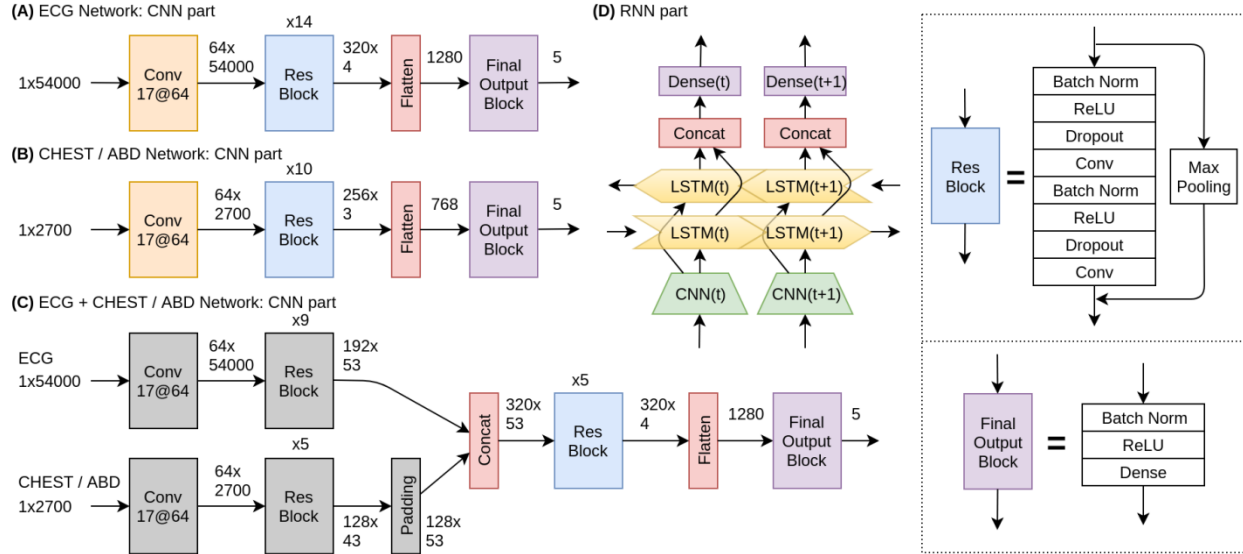 (A) ECG Network: CNN part
x14
1x54000
Conv
17@64
64x
54000
Res
Block
320x
4
Flatten
1280
Final
Output
Block
5
(B) CHEST / ABD Network: CNN part
x10
1x2700
Conv
17@64
64x
2700
Res
Block
256x
3
Flatten
768
Final
Output
Block
5
(C) ECG + CHEST / ABD Network: CNN part
x9
ECG
1x54000
Conv
17@64
64x
54000
Res
Block
192x
53
x5
CHEST / ABD
1x2700
Conv
17@64
64x
2700
Res
Block
128x
43
Padding
128x
53
Concat
320x
53
x5
Res
Block
320x
4
Flatten
1280
Final
Output
Block
5
(D) RNN part
Dense(t)
Dense(t+1)
Concat
Concat
LSTM(t)
LSTM(t+1)
LSTM(t)
LSTM(t+1)
CNN(t)
CNN(t+1)
Res
Block
=
Batch Norm
ReLU
Dropout
Conv
Batch Norm
ReLU
Dropout
Conv
Max
Pooling
Final
Output
Block
=
Batch Norm
ReLU
Dense